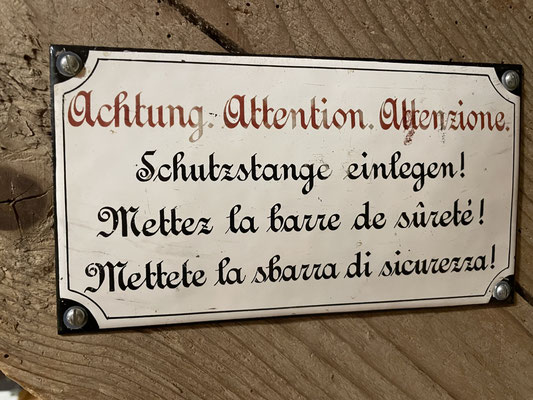 Achtung. Attention. Attenzione.
Schutzstange einlegen!
Mettez la barre de sûreté!
Mettete la sbarra di sicurezza!